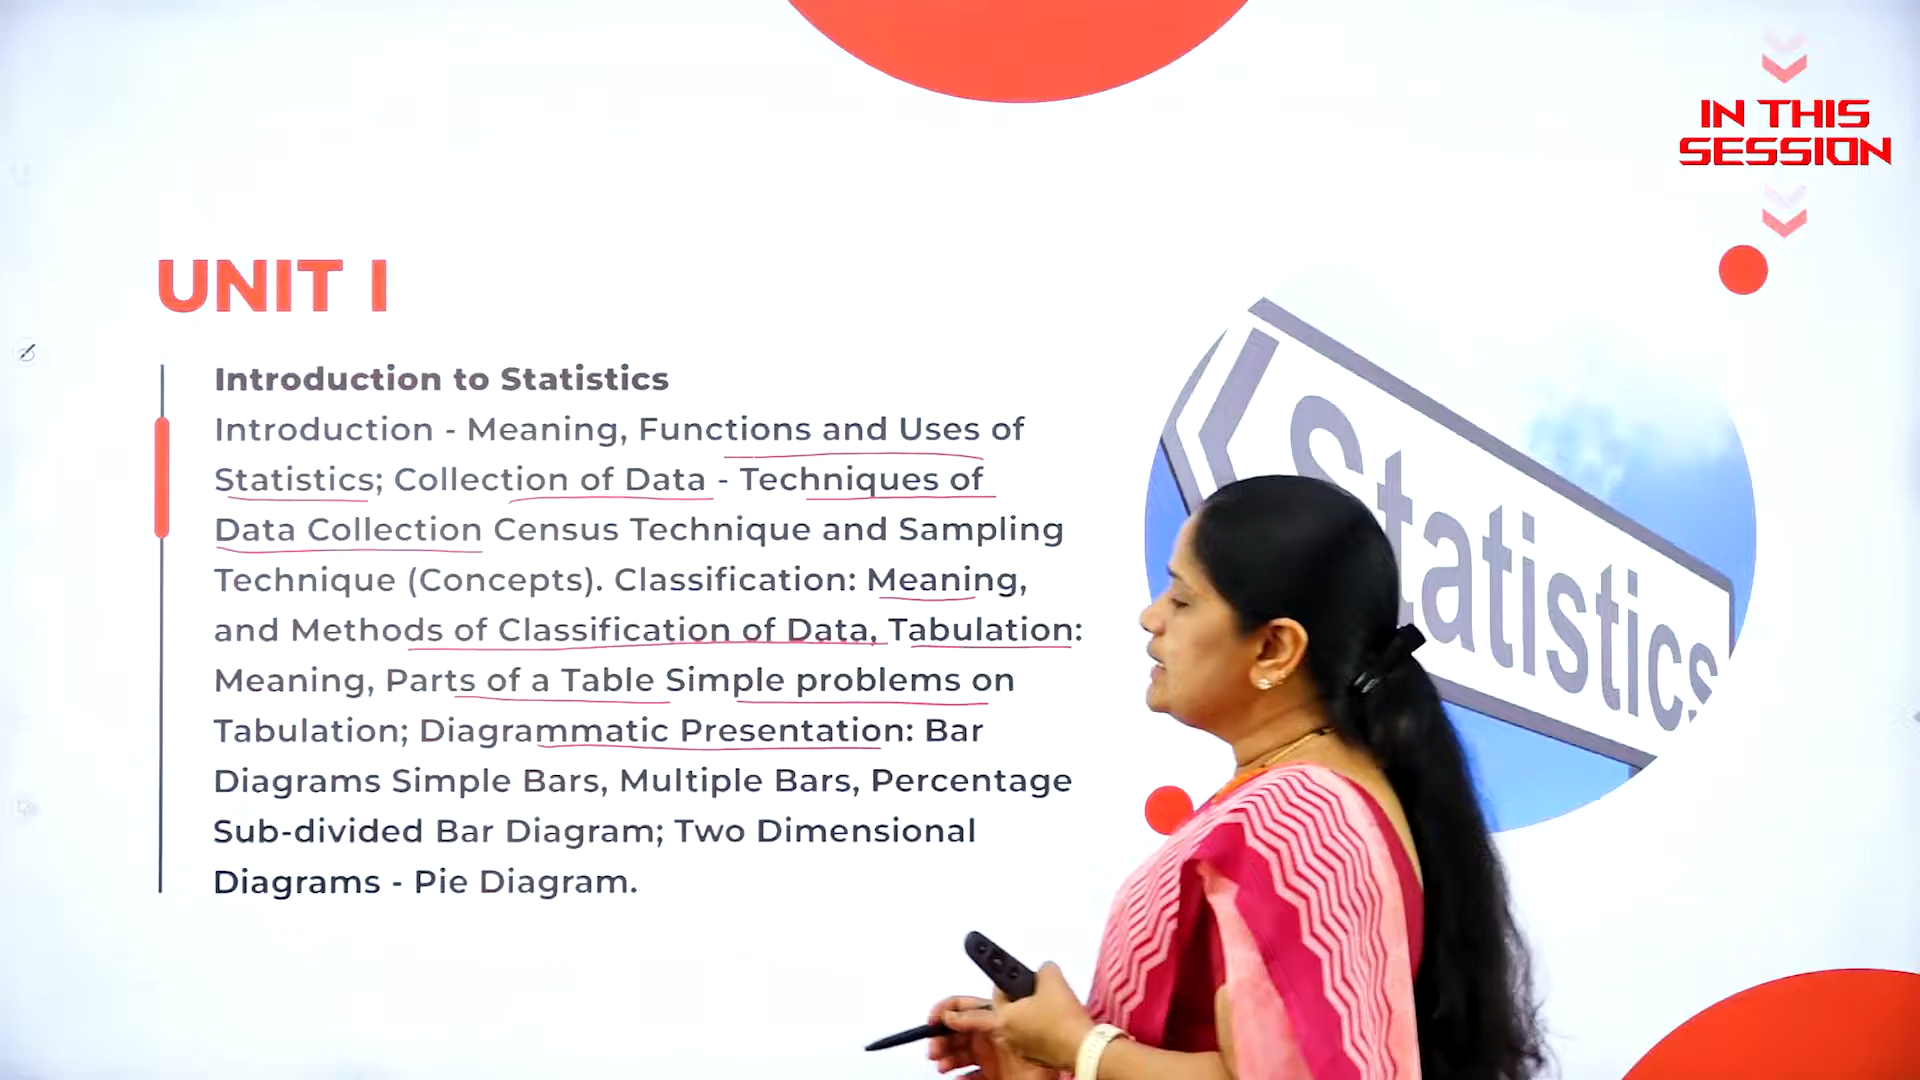 IN THIS
SESSION
UNIT I
Introduction to Statistics
Introduction - Meaning, Functions and Uses of
Statistics; Collection of Data - Techniques of
Data Collection Census Technique and Sampling
Technique (Concepts). Classification: Meaning,
and Methods of Classification of Data, Tabulation:
Meaning, Parts of a Table Simple problems on
Tabulation; Diagrammatic Presentation: Bar
Diagrams Simple Bars, Multiple Bars, Percentage
Sub-divided Bar Diagram; Two Dimensional
Diagrams - Pie Diagram.
Statistics